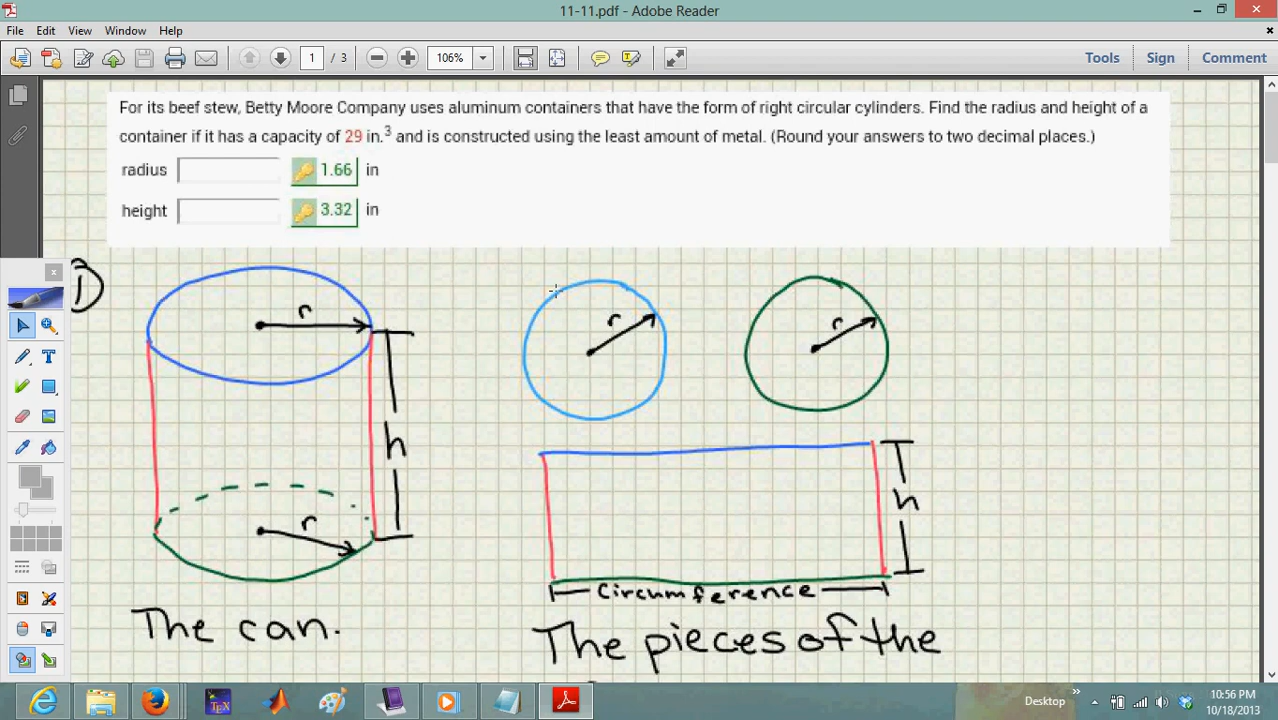 11-11.pdf - Adobe Reader
File Edit View Window Help
1 / 3 106% Tools Sign Comment
For its beef stew, Betty Moore Company uses aluminum containers that have the form of right circular cylinders. Find the radius and height of a
container if it has a capacity of 29 in.3 and is constructed using the least amount of metal. (Round your answers to two decimal places.)
radius 1.66 in
height 3.32 in
r
h
r
r
r
h
Circumference
The can.
The pieces of the
T
TEX
Desktop
10:56 PM
10/18/2013